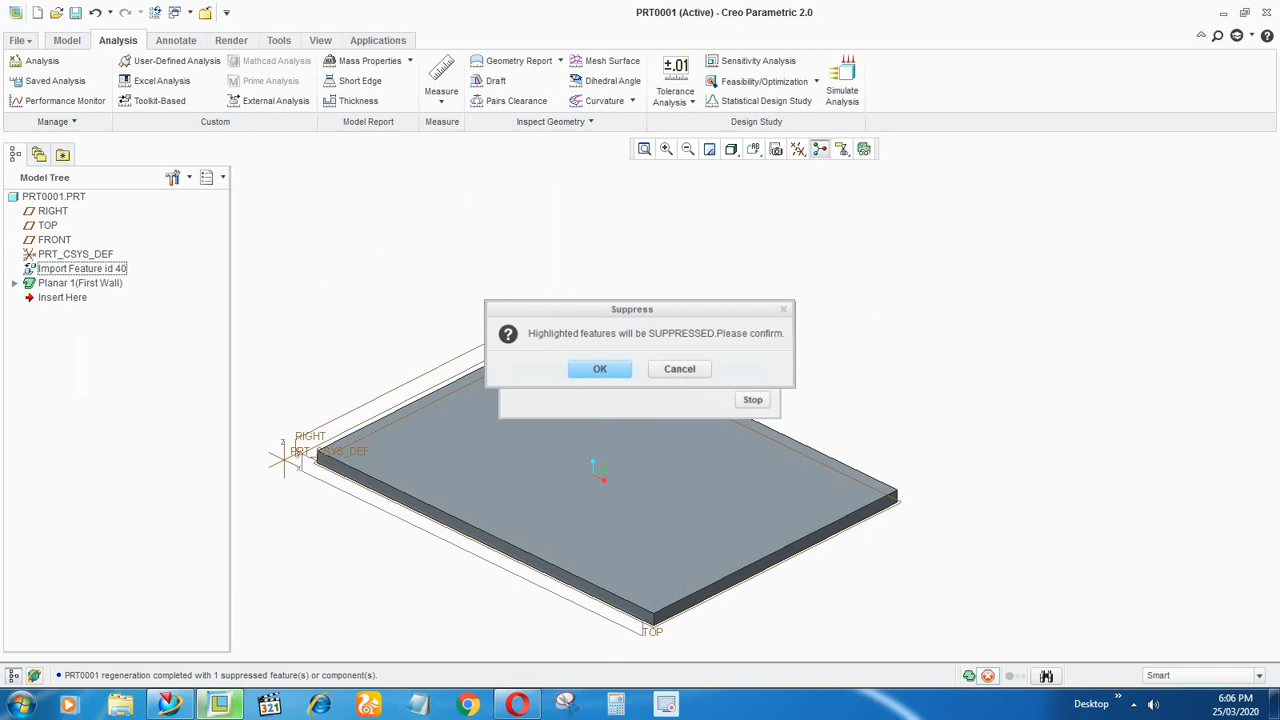 PRT0001 (Active) - Creo Parametric 2.0
File Model Analysis Annotate Render Tools View Applications
Analysis User-Defined Analysis Mathcad Analysis Mass Properties Geometry Report Mesh Surface Sensitivity Analysis
Saved Analysis Excel Analysis Prime Analysis Short Edge Draft Dihedral Angle Feasibility/Optimization
Performance Monitor Toolkit-Based External Analysis Thickness Measure Pairs Clearance Curvature ±.01 Tolerance Analysis Statistical Design Study Simulate Analysis
Manage Custom Model Report Measure Inspect Geometry Design Study
Model Tree
PRT0001.PRT
RIGHT
TOP
FRONT
PRT_CSYS_DEF
Import Feature id 40
Planar 1(First Wall)
Insert Here
Suppress
Highlighted features will be SUPPRESSED.Please confirm.
OK Cancel
Stop
RIGHT
PRT_CSYS_DEF
TOP
PRT0001 regeneration completed with 1 suppressed feature(s) or component(s).
Smart
321
Desktop
6:06 PM
25/03/2020